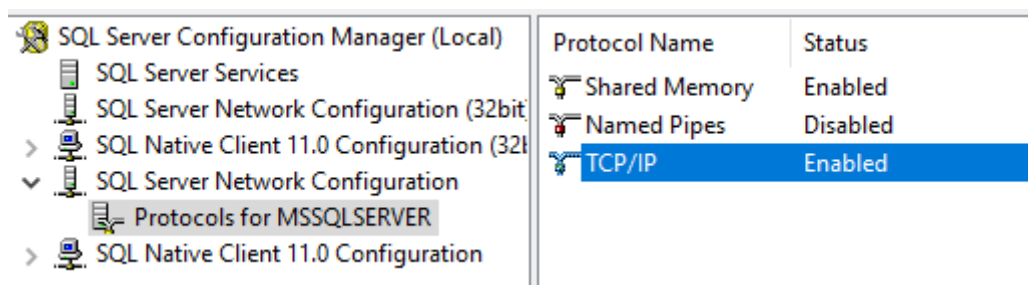 SQL Server Configuration Manager (Local)
SQL Server Services
SQL Server Network Configuration (32bit
SQL Native Client 11.0 Configuration (32b
SQL Server Network Configuration
Protocols for MSSQLSERVER
SQL Native Client 11.0 Configuration
Protocol Name Status
Shared Memory Enabled
Named Pipes Disabled
TCP/IP Enabled